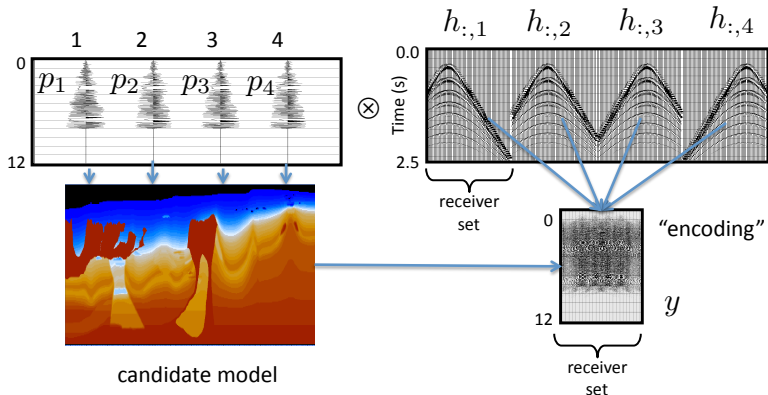 1 2 3 4
h:,1 h:,2 h:,3 h:,4
0
p1 p2 p3 p4
12
⊗
0.0
Time (s)
2.5
receiver
set
0
"encoding"
y
12
receiver
set
candidate model